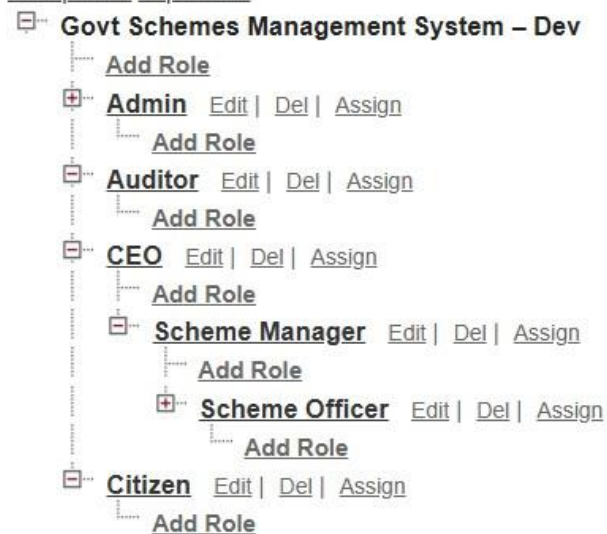 Govt Schemes Management System – Dev
Add Role
Admin Edit | Del | Assign
Add Role
Auditor Edit | Del | Assign
Add Role
CEO Edit | Del | Assign
Add Role
Scheme Manager Edit | Del | Assign
Add Role
Scheme Officer Edit | Del | Assign
Add Role
Citizen Edit | Del | Assign
Add Role